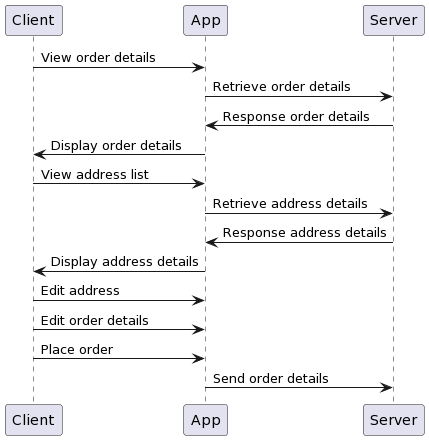 Client
App
Server
View order details
Retrieve order details
Response order details
Display order details
View address list
Retrieve address details
Response address details
Display address details
Edit address
Edit order details
Place order
Send order details
Client
App
Server